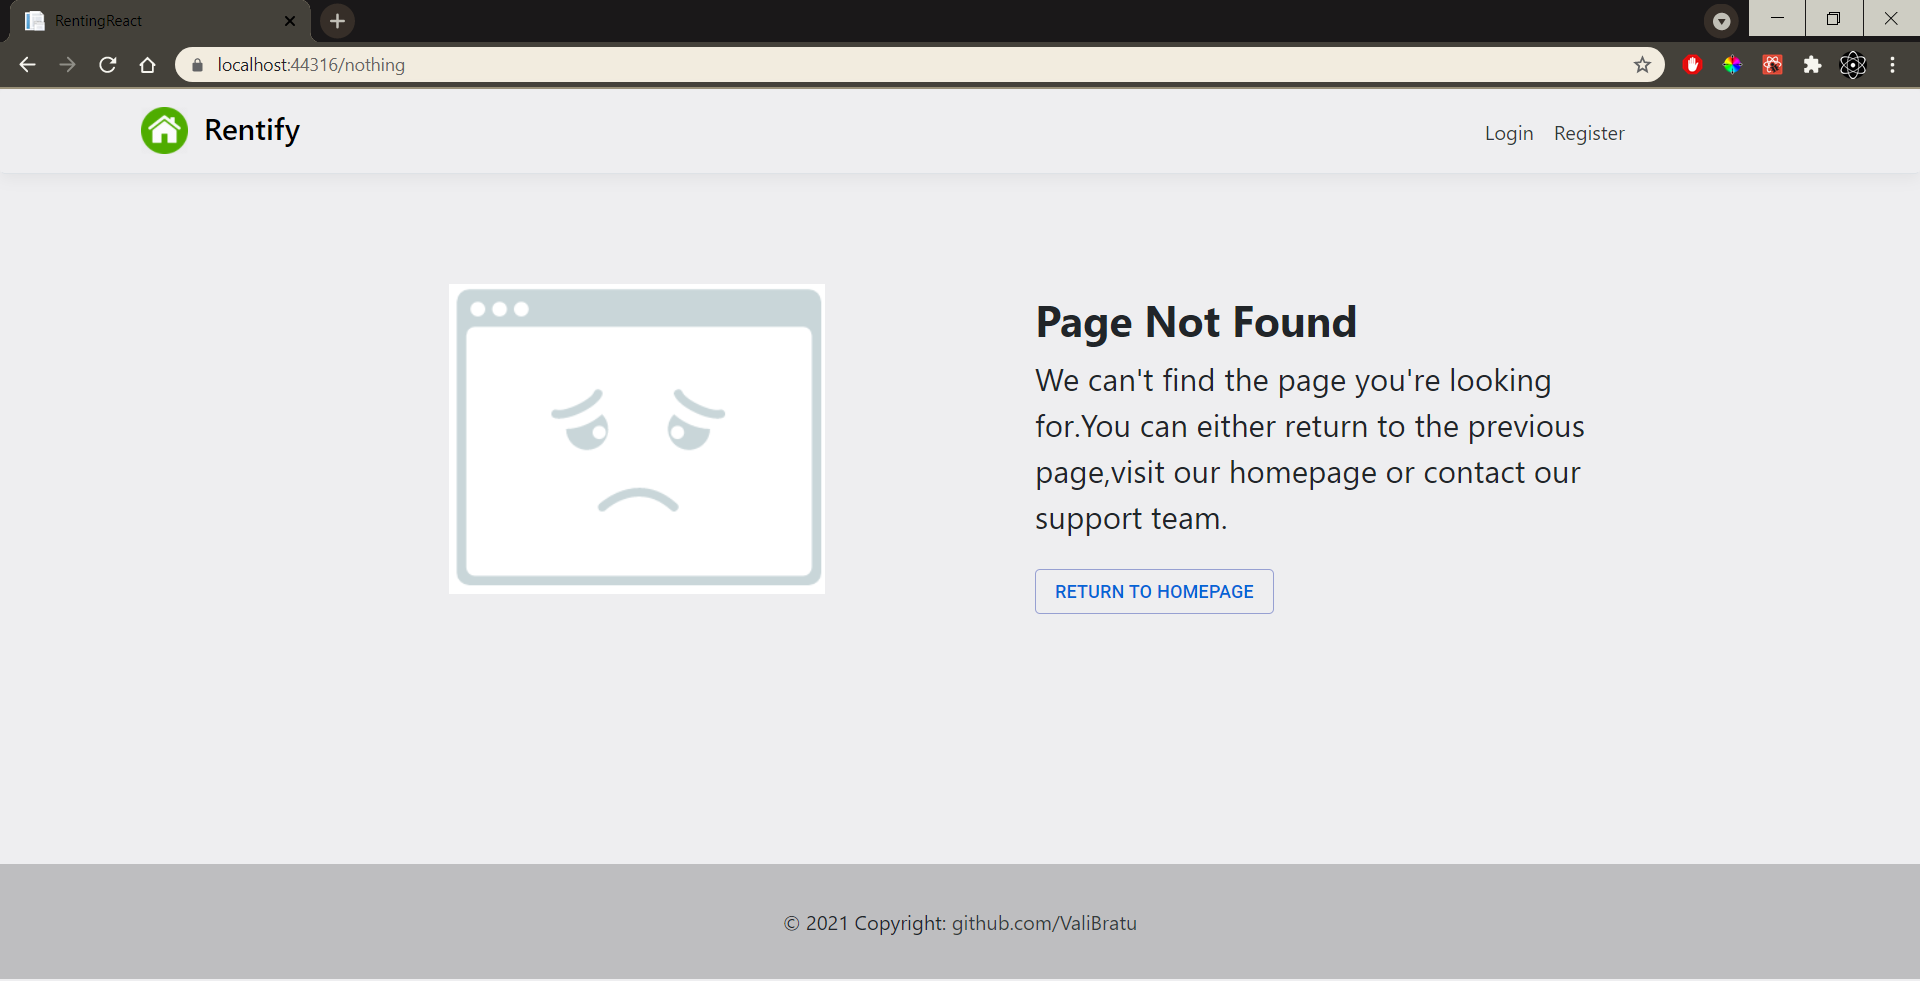 RentingReact
localhost:44316/nothing
Rentify
Login Register
Page Not Found
We can't find the page you're looking
for.You can either return to the previous
page,visit our homepage or contact our
support team.
RETURN TO HOMEPAGE
© 2021 Copyright: github.com/ValiBratu